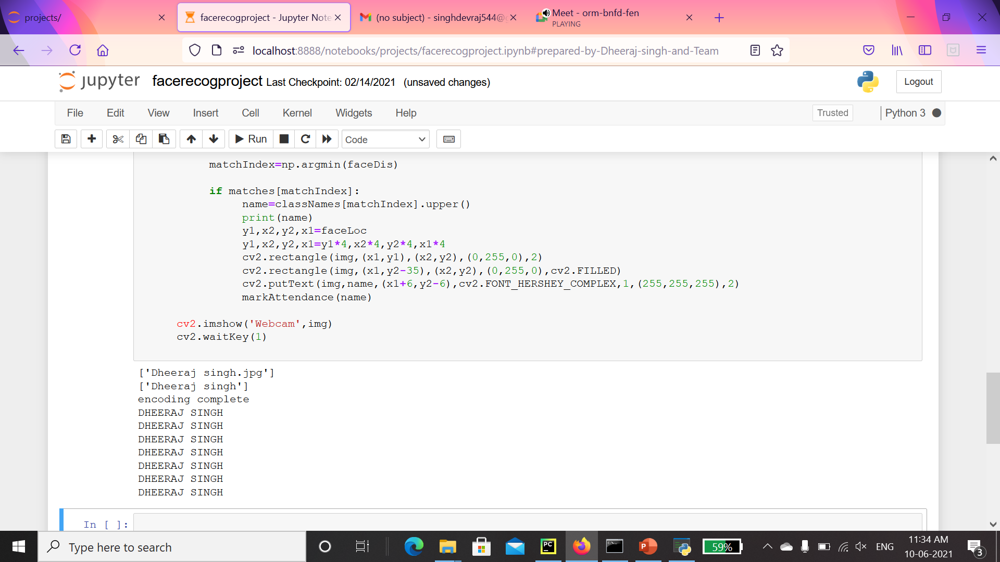 projects/
facerecogproject - Jupyter Note
(no subject) - singhdevraj544@
Meet - orm-bnfd-fen
PLAYING
localhost:8888/notebooks/projects/facerecogproject.ipynb#prepared-by-Dheeraj-singh-and-Team
jupyter facerecogproject Last Checkpoint: 02/14/2021 (unsaved changes)
Logout
File Edit View Insert Cell Kernel Widgets Help
Trusted
Python 3
Run
Code
matchIndex=np.argmin(faceDis)
if matches[matchIndex]:
name=classNames[matchIndex].upper()
print(name)
y1,x2,y2,x1=faceLoc
y1,x2,y2,x1=y1*4,x2*4,y2*4,x1*4
cv2.rectangle(img,(x1,y1),(x2,y2),(0,255,0),2)
cv2.rectangle(img,(x1,y2-35),(x2,y2),(0,255,0),cv2.FILLED)
cv2.putText(img,name,(x1+6,y2-6),cv2.FONT_HERSHEY_COMPLEX,1,(255,255,255),2)
markAttendance(name)
cv2.imshow('Webcam',img)
cv2.waitKey(1)
['Dheeraj singh.jpg']
['Dheeraj singh']
encoding complete
DHEERAJ SINGH
DHEERAJ SINGH
DHEERAJ SINGH
DHEERAJ SINGH
DHEERAJ SINGH
DHEERAJ SINGH
DHEERAJ SINGH
In [ ]:
Type here to search
PC
P
59%
ENG
11:34 AM
10-06-2021
3